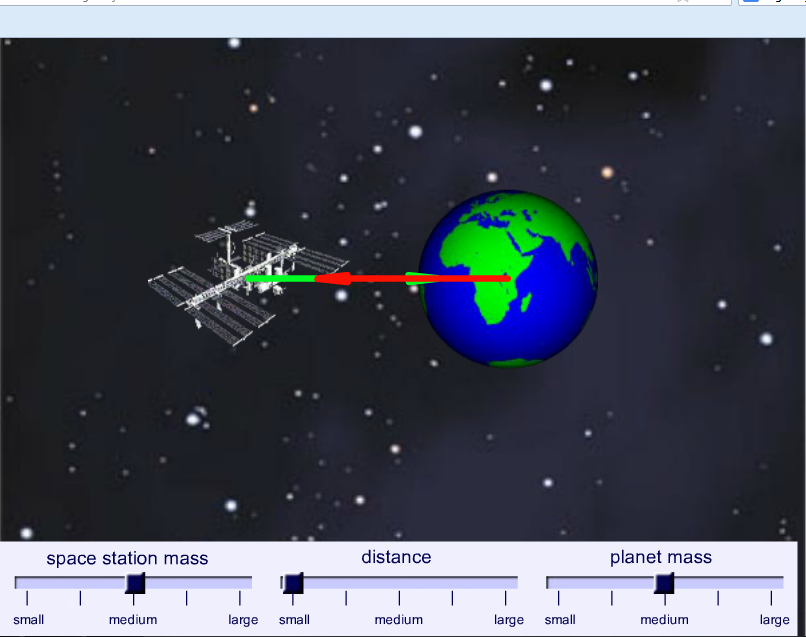 space station mass
distance
planet mass
small medium large
small medium large
small medium large